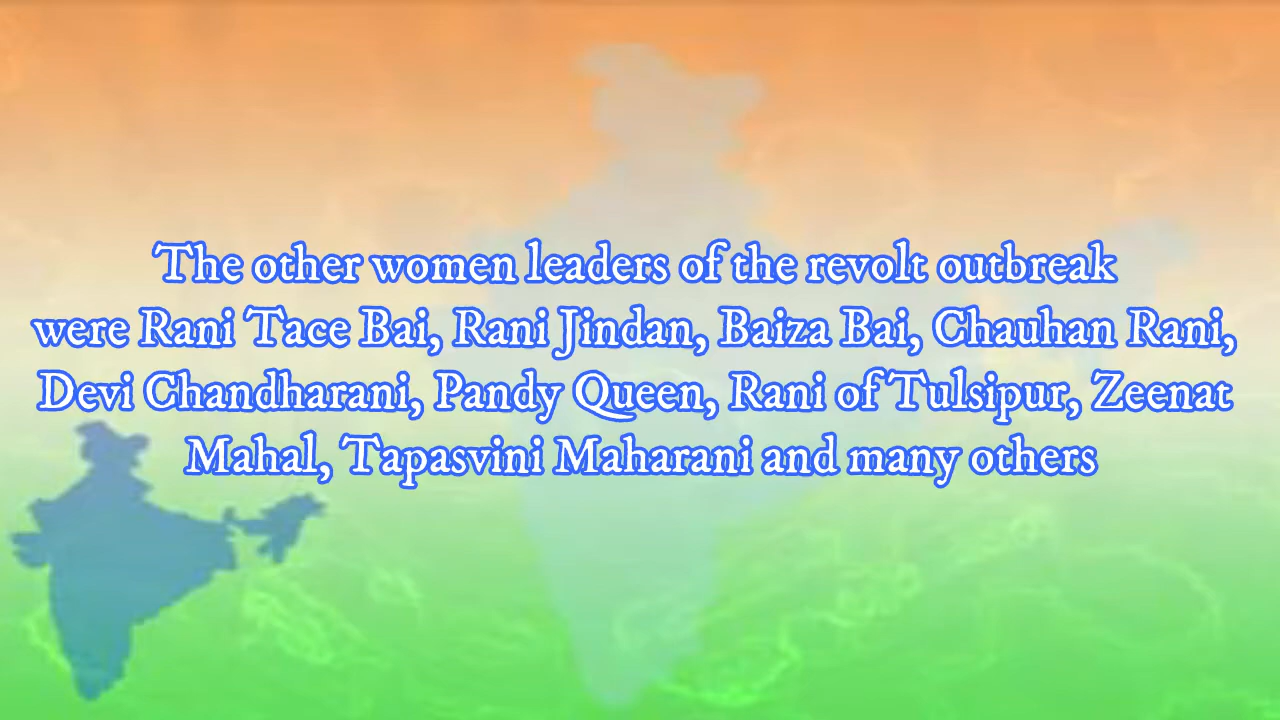 The other women leaders of the revolt outbreak
were Rani Tace Bai, Rani Jindan, Baiza Bai, Chauhan Rani,
Devi Chandharani, Pandy Queen, Rani of Tulsipur, Zeenat
Mahal, Tapasvini Maharani and many others